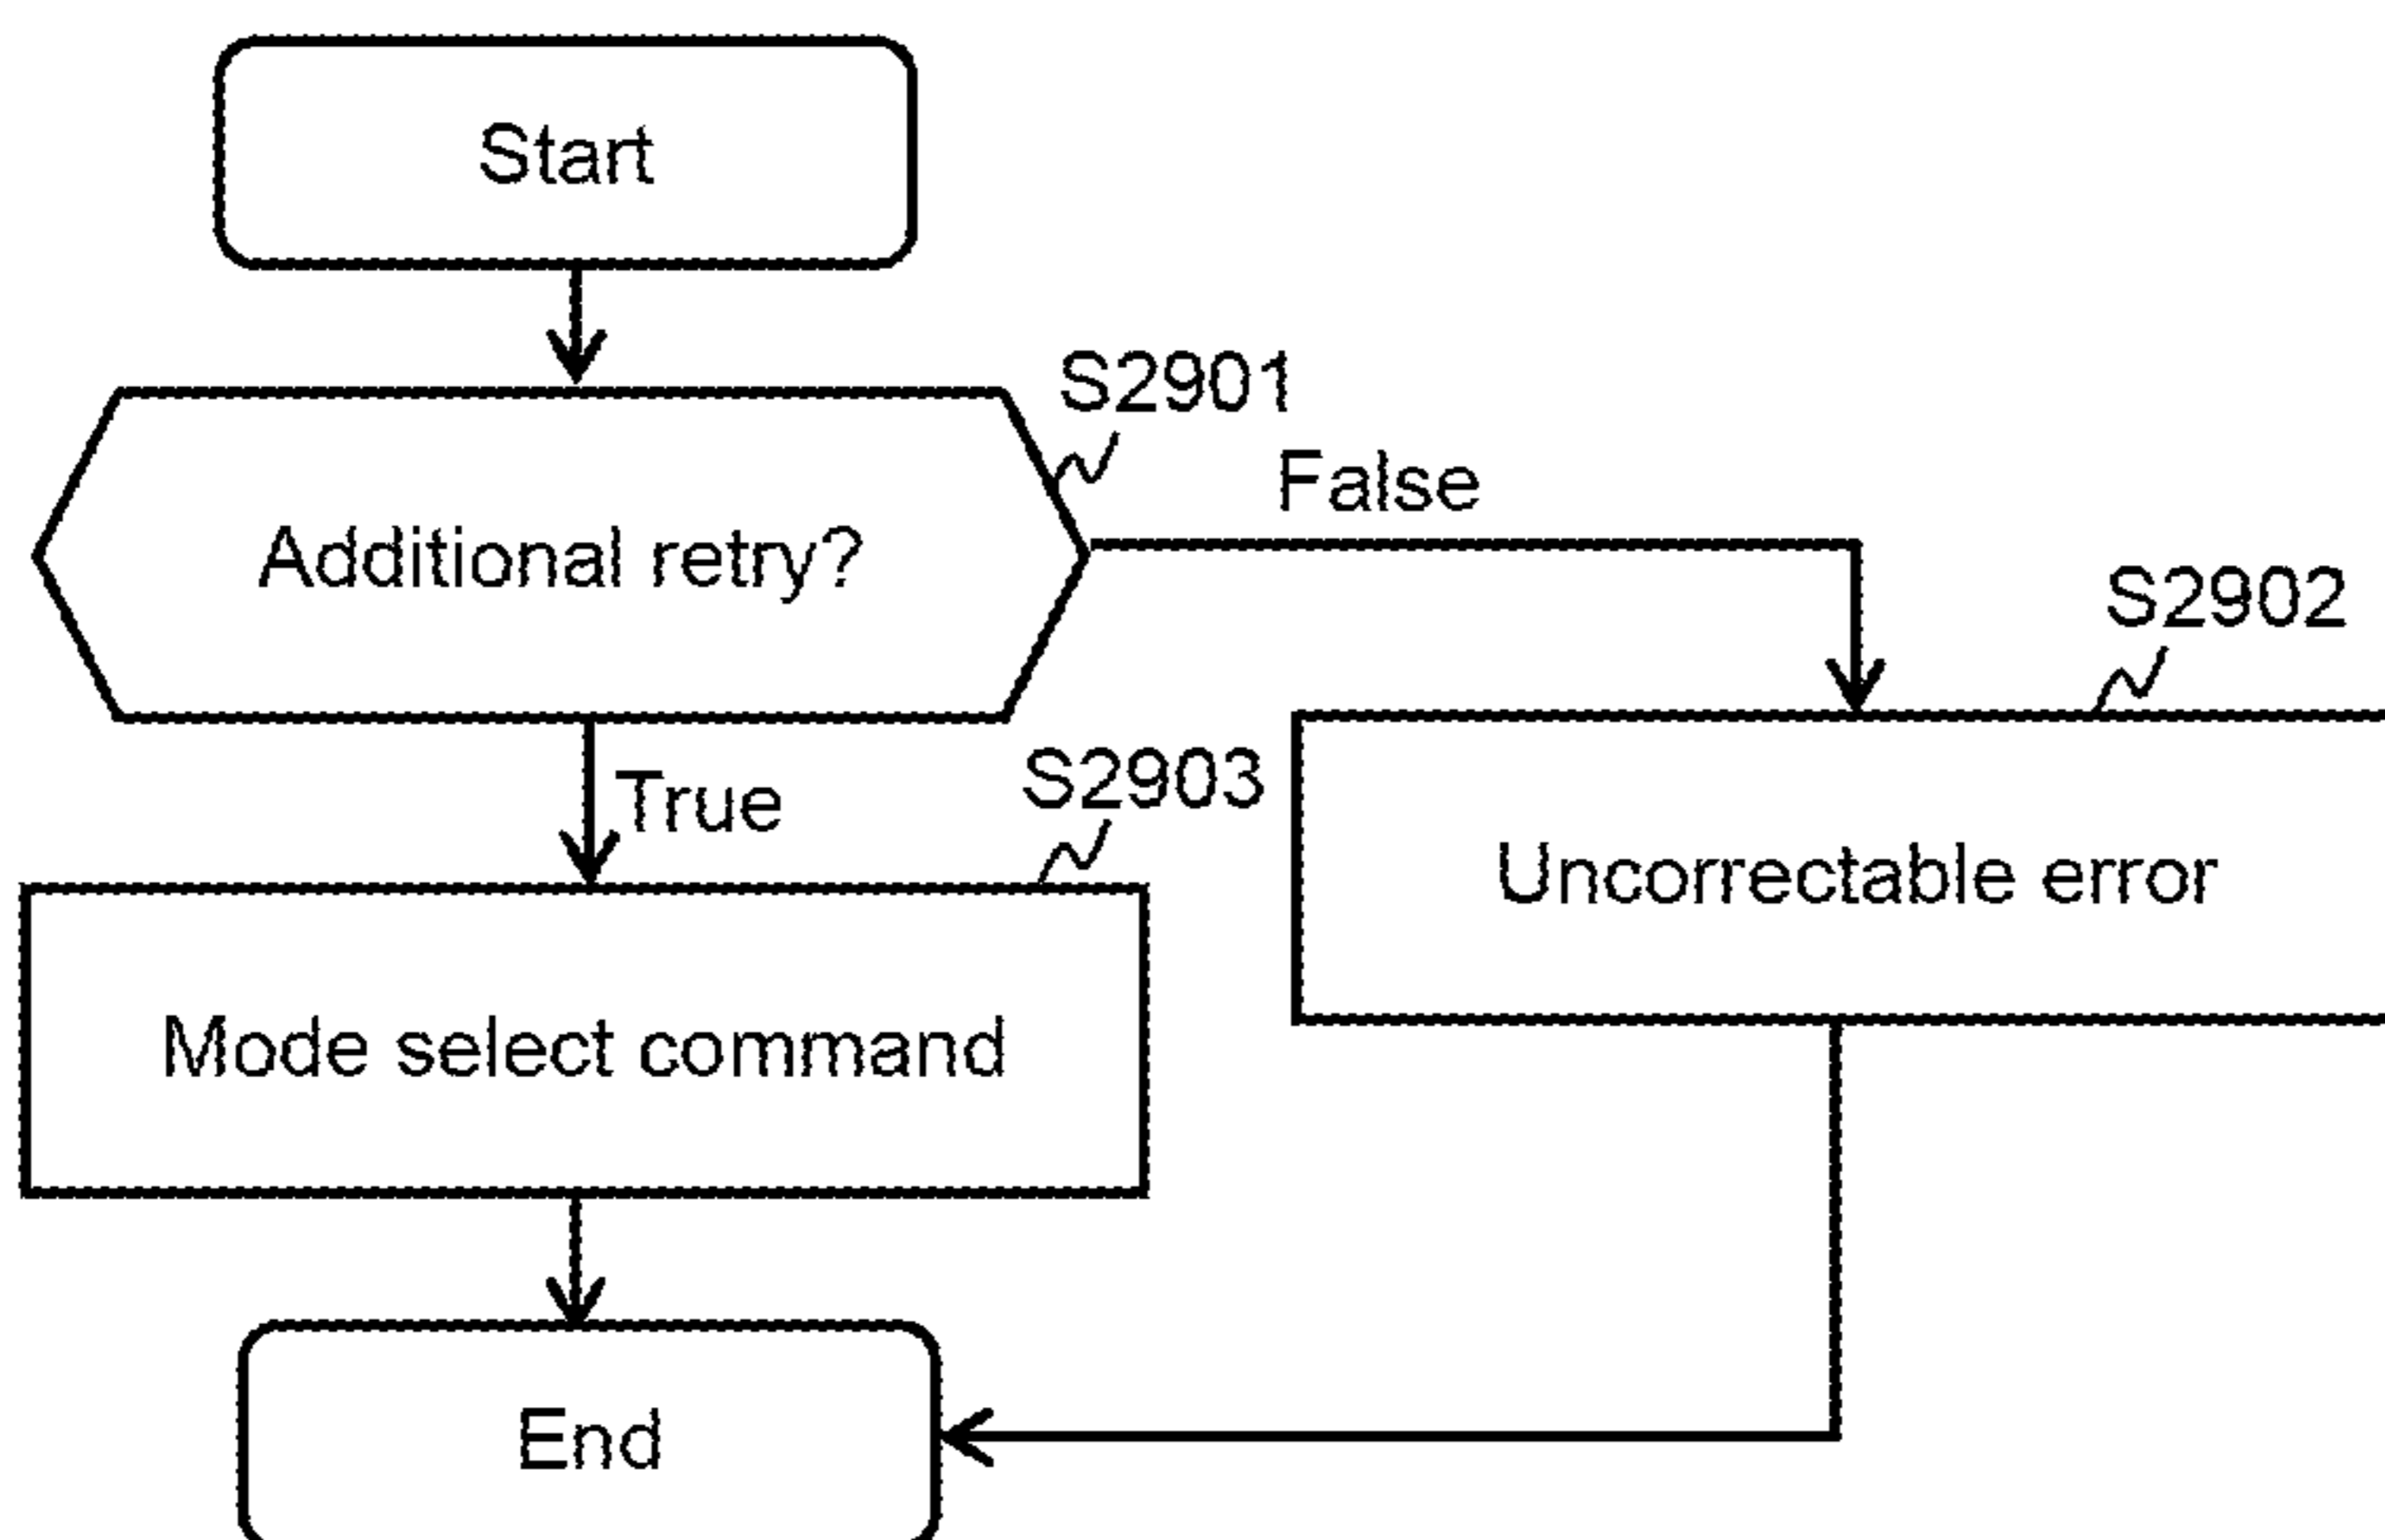 Start
S2901
False
Additional retry?
S2902
S2903
True
Uncorrectable error
Mode select command
End